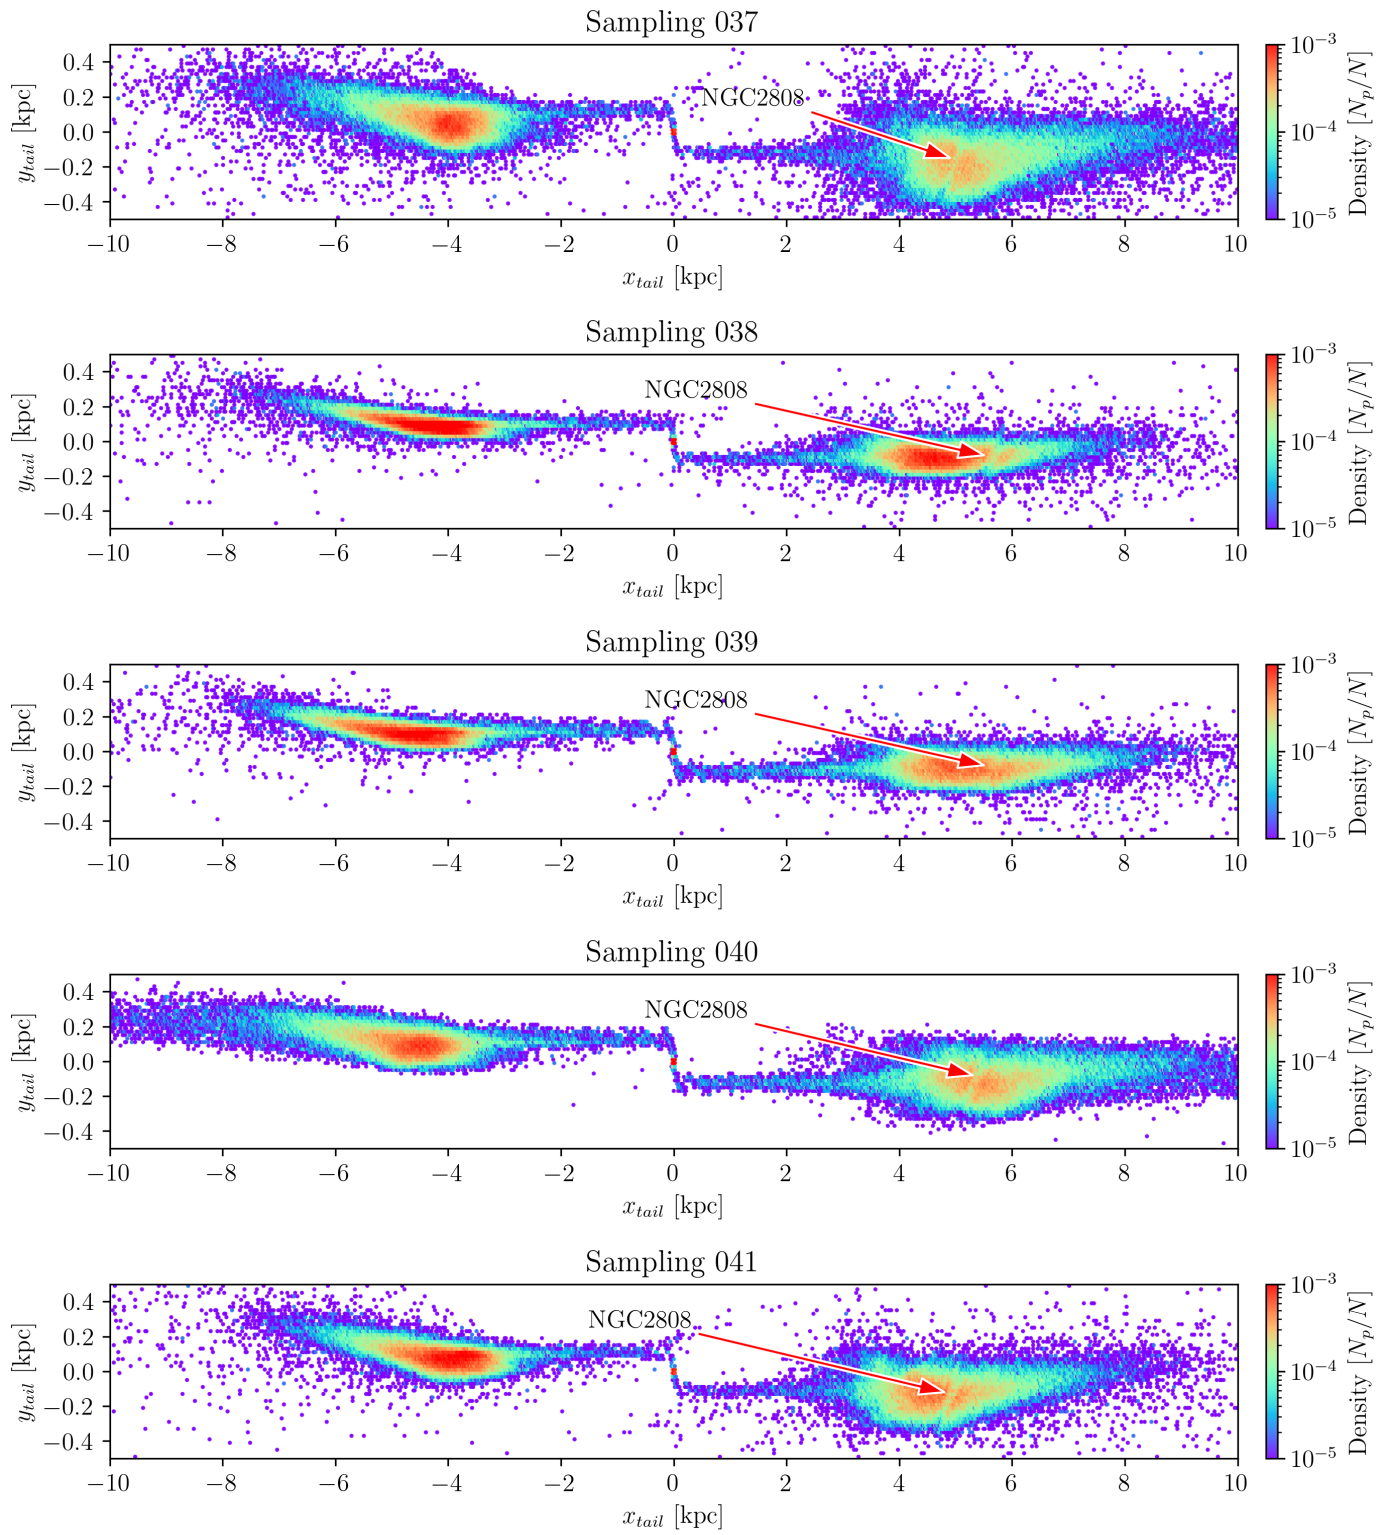 Sampling 037
0.4
0.2
0.0
−0.2
−0.4
y_tail [kpc]
NGC2808
−10 −8 −6 −4 −2 0 2 4 6 8 10
x_tail [kpc]
10^−3
10^−4
10^−5
Density [N_p/N]
Sampling 038
0.4
0.2
0.0
−0.2
−0.4
y_tail [kpc]
NGC2808
−10 −8 −6 −4 −2 0 2 4 6 8 10
x_tail [kpc]
10^−3
10^−4
10^−5
Density [N_p/N]
Sampling 039
0.4
0.2
0.0
−0.2
−0.4
y_tail [kpc]
NGC2808
−10 −8 −6 −4 −2 0 2 4 6 8 10
x_tail [kpc]
10^−3
10^−4
10^−5
Density [N_p/N]
Sampling 040
0.4
0.2
0.0
−0.2
−0.4
y_tail [kpc]
NGC2808
−10 −8 −6 −4 −2 0 2 4 6 8 10
x_tail [kpc]
10^−3
10^−4
10^−5
Density [N_p/N]
Sampling 041
0.4
0.2
0.0
−0.2
−0.4
y_tail [kpc]
NGC2808
−10 −8 −6 −4 −2 0 2 4 6 8 10
x_tail [kpc]
10^−3
10^−4
10^−5
Density [N_p/N]